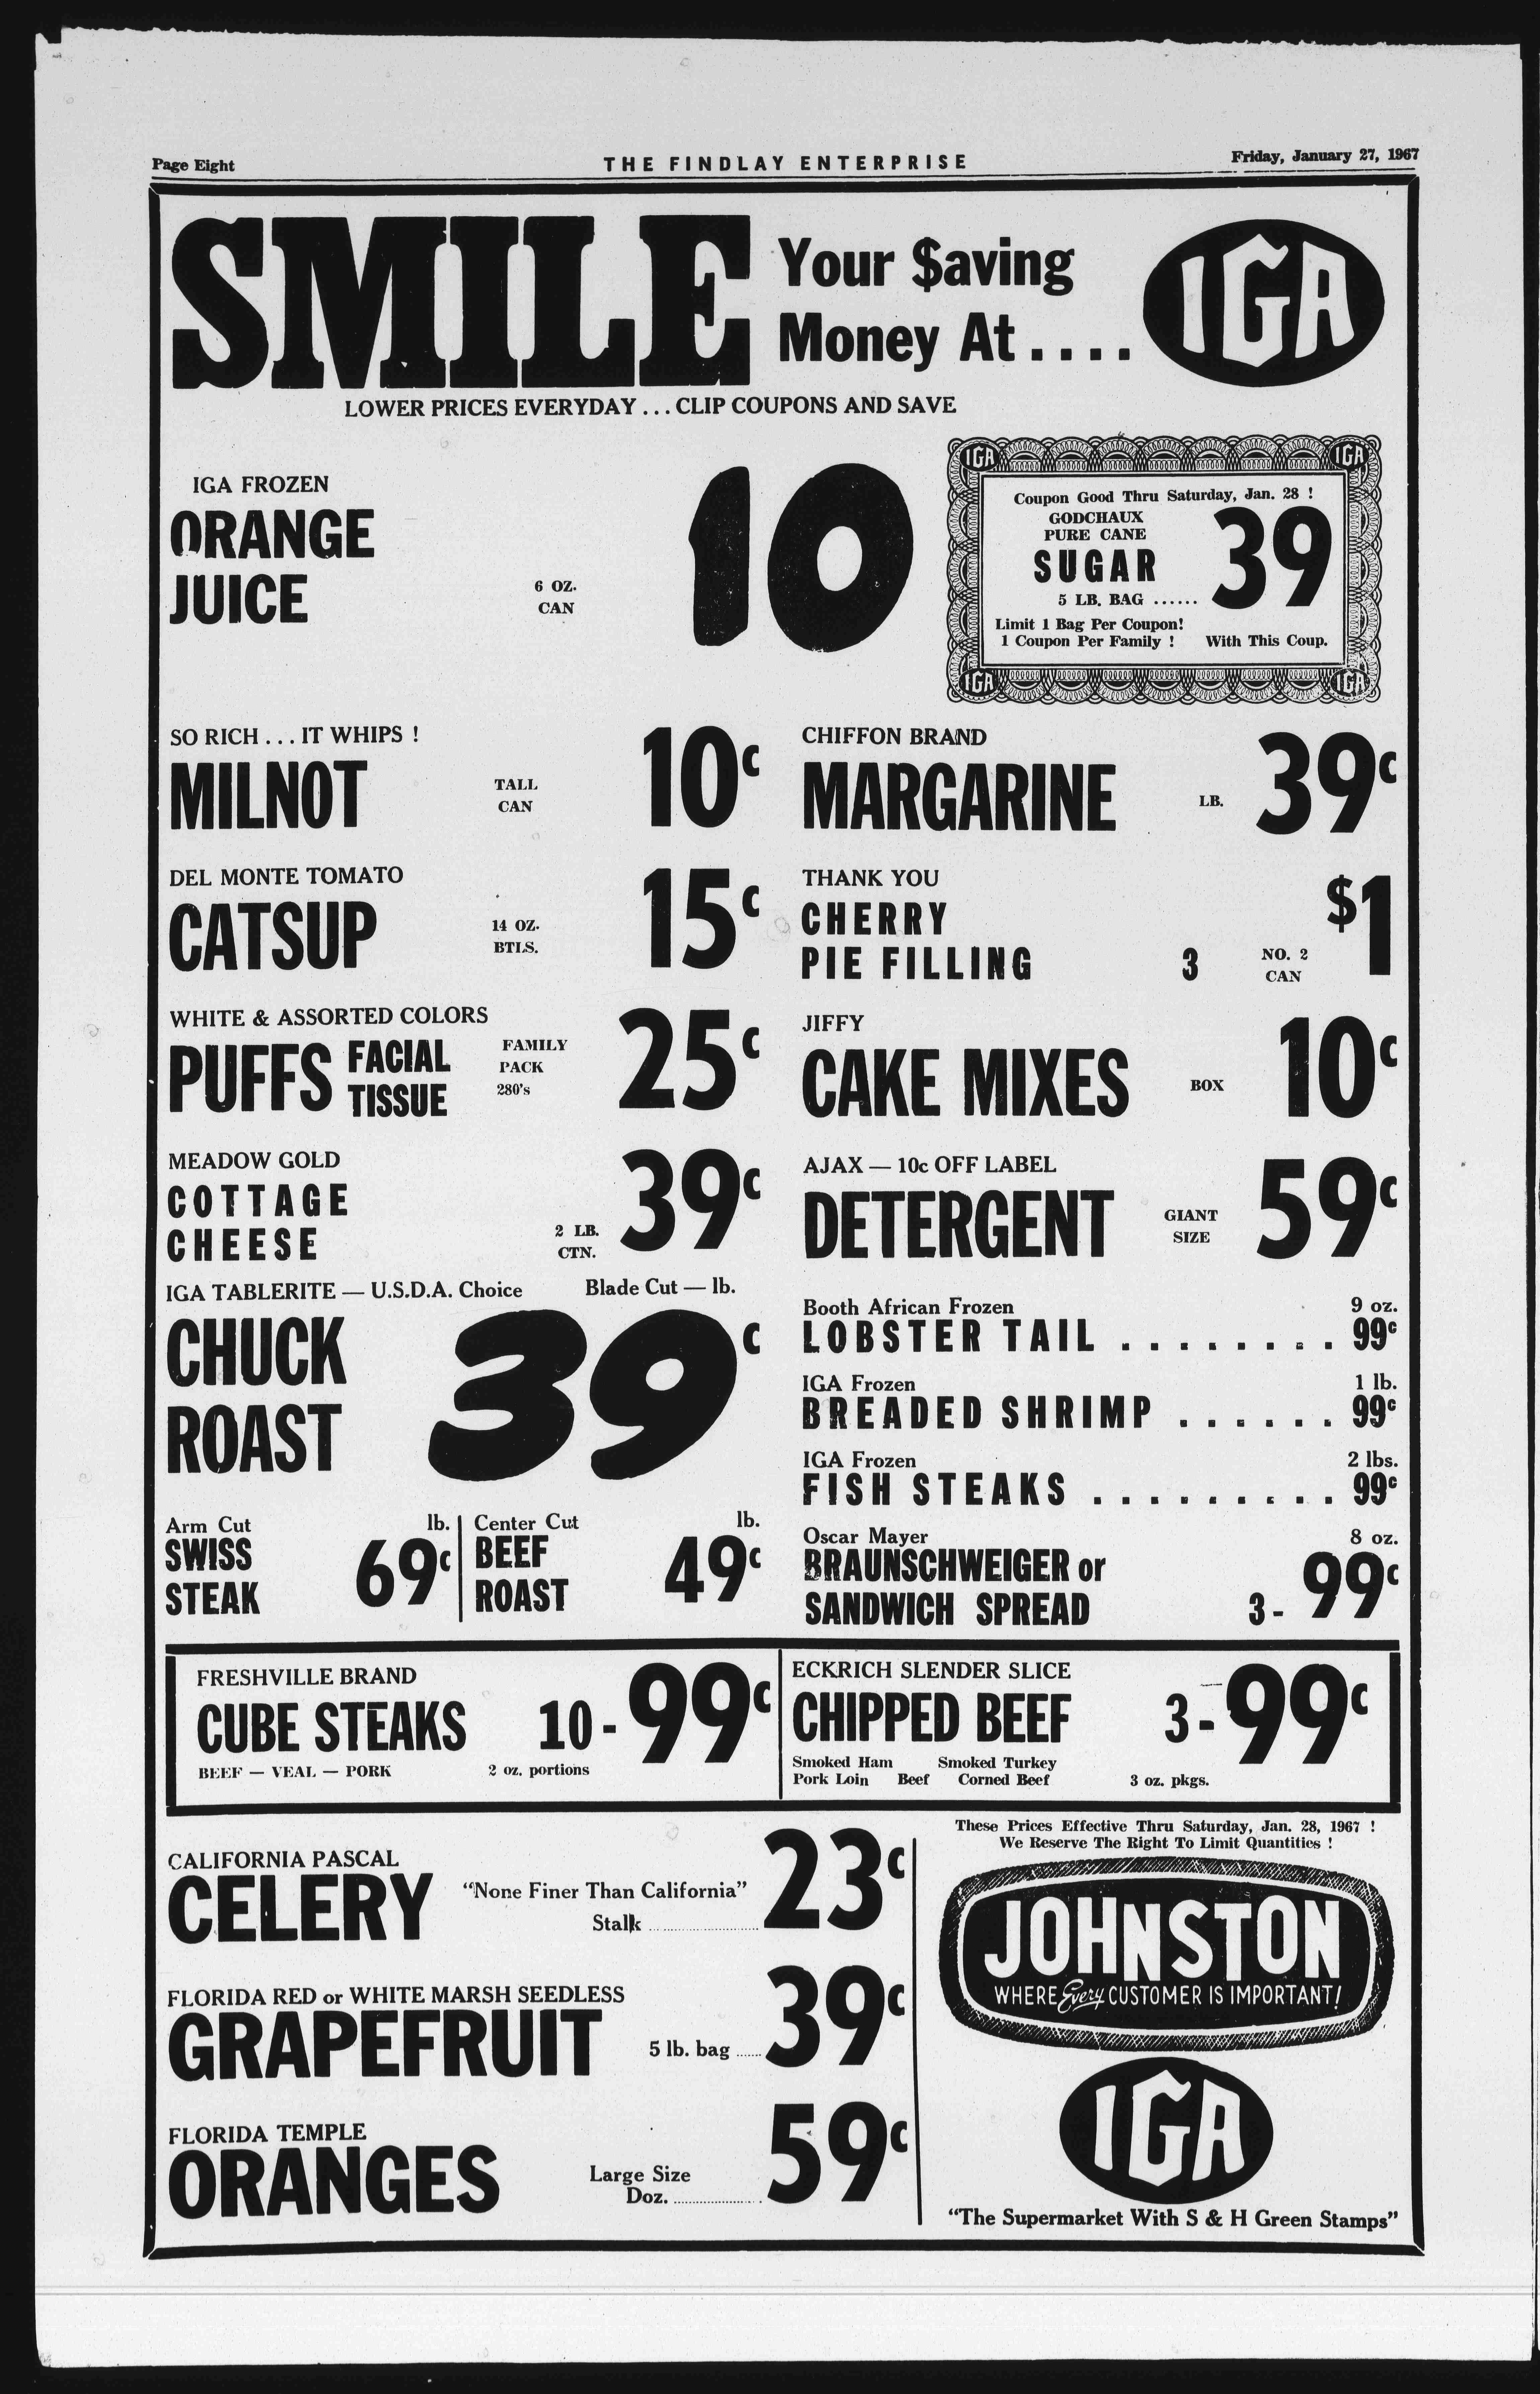 Page Eight
THE FINDLAY ENTERPRISE
Friday, January 27, 1967
SMILE
Your $aving
Money At ....
IGA
LOWER PRICES EVERYDAY ... CLIP COUPONS AND SAVE
IGA FROZEN
ORANGE
JUICE
6 OZ.
CAN
10
IGA
IGA
Coupon Good Thru Saturday, Jan. 28 !
GODCHAUX
PURE CANE
SUGAR
5 LB. BAG ......
39
Limit 1 Bag Per Coupon!
1 Coupon Per Family !
With This Coup.
IGA
IGA
SO RICH ... IT WHIPS !
MILNOT
TALL
CAN
10c
CHIFFON BRAND
MARGARINE
LB.
39c
DEL MONTE TOMATO
CATSUP
14 OZ.
BTLS.
15c
THANK YOU
CHERRY
PIE FILLING
3
NO. 2
CAN
$1
WHITE & ASSORTED COLORS
PUFFS FACIAL
TISSUE
FAMILY
PACK
280's
25c
JIFFY
CAKE MIXES
BOX
10c
MEADOW GOLD
COTTAGE
CHEESE
2 LB.
CTN.
39c
AJAX — 10c OFF LABEL
DETERGENT
GIANT
SIZE
59c
IGA TABLERITE — U.S.D.A. Choice
Blade Cut — lb.
CHUCK
ROAST
39c
Booth African Frozen
9 oz.
LOBSTER TAIL ........ 99c
IGA Frozen
1 lb.
BREADED SHRIMP ...... 99c
IGA Frozen
2 lbs.
FISH STEAKS ......... 99c
Arm Cut
lb.
SWISS
STEAK
69c
Center Cut
lb.
BEEF
ROAST
49c
Oscar Mayer
8 oz.
BRAUNSCHWEIGER or
SANDWICH SPREAD
3 - 99c
FRESHVILLE BRAND
CUBE STEAKS
10 - 99c
BEEF — VEAL — PORK
2 oz. portions
ECKRICH SLENDER SLICE
CHIPPED BEEF
3 - 99c
Smoked Ham Smoked Turkey
Pork Loin Beef Corned Beef
3 oz. pkgs.
CALIFORNIA PASCAL
CELERY
"None Finer Than California"
Stalk ........................
23c
FLORIDA RED or WHITE MARSH SEEDLESS
GRAPEFRUIT
5 lb. bag ......
39c
FLORIDA TEMPLE
ORANGES
Large Size
Doz. ......................
59c
These Prices Effective Thru Saturday, Jan. 28, 1967 !
We Reserve The Right To Limit Quantities !
JOHNSTON
WHERE Every CUSTOMER IS IMPORTANT!
IGA
"The Supermarket With S & H Green Stamps"